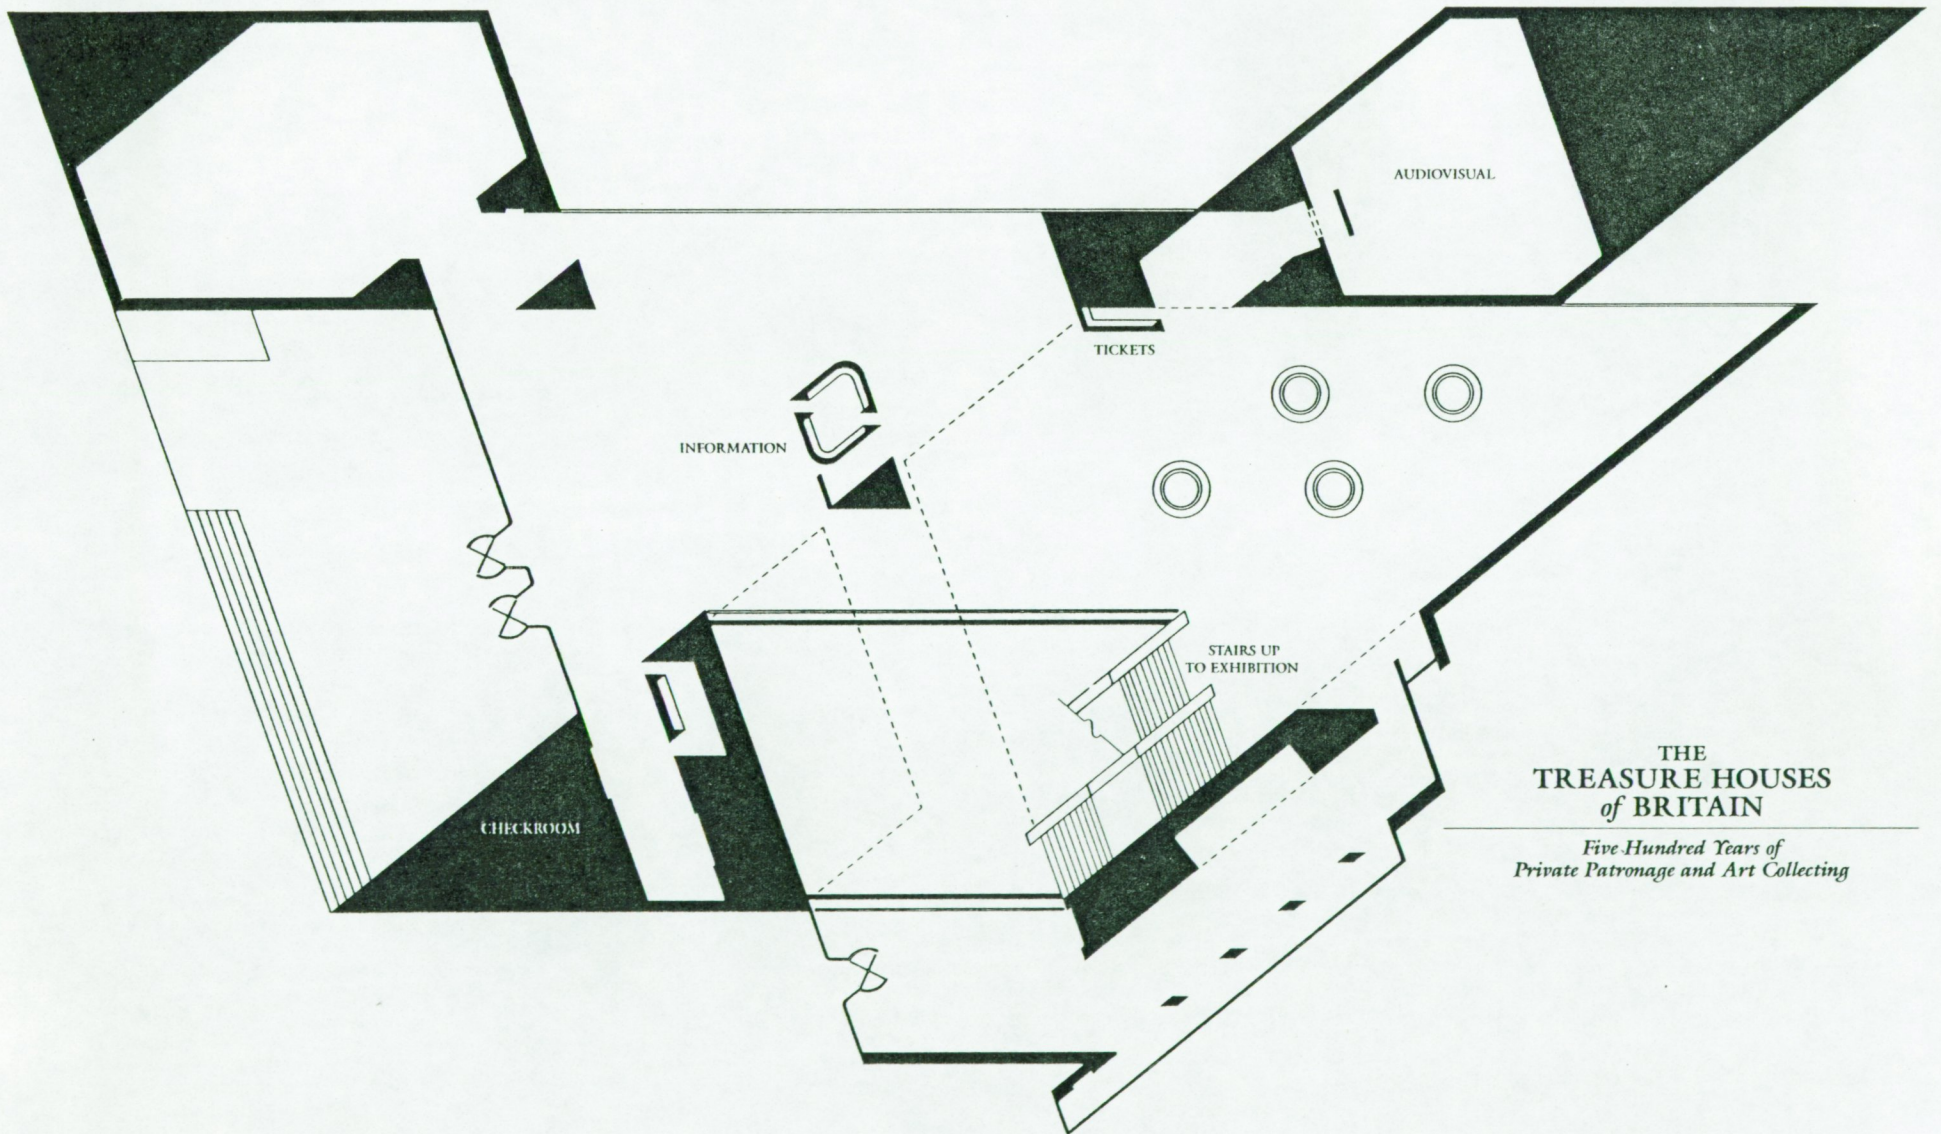 AUDIOVISUAL
TICKETS
INFORMATION
STAIRS UP
TO EXHIBITION
CHECKROOM
THE
TREASURE HOUSES
of BRITAIN
Five Hundred Years of
Private Patronage and Art Collecting